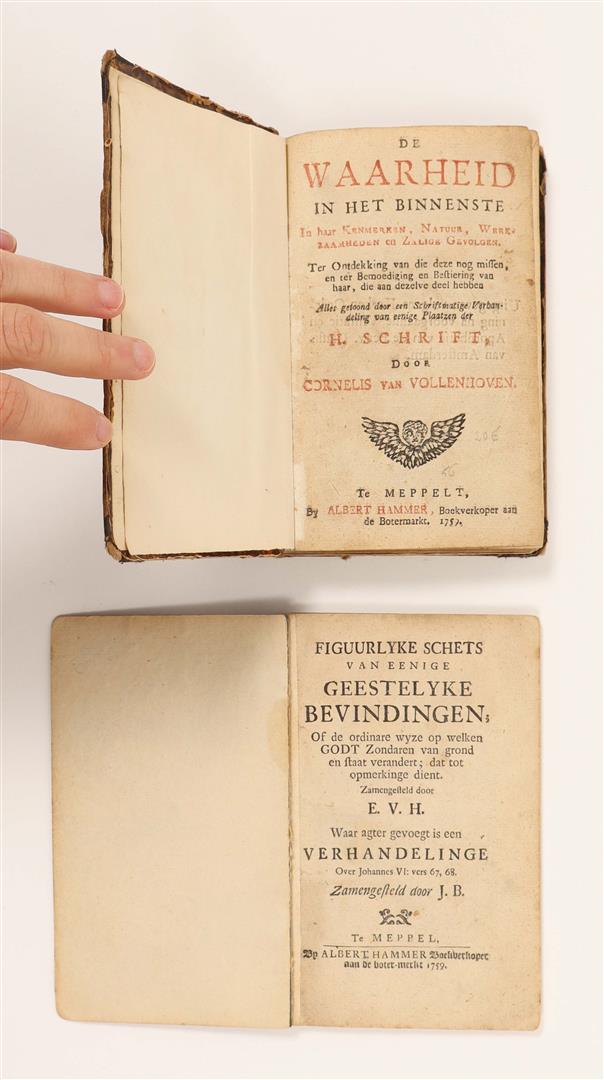 DE
WAARHEID
IN HET BINNENSTE
In haar KENMERKEN, NATUUR, WERK-
ZAAMHEDEN en ZALIGE GEVOLGEN.
Ter Ontdekking van die deze nog missen,
en ter Bemoediging en Bestiering van
haar, die aan dezelve deel hebben
Alles getoond door een Schriftmatige Verhan-
deling van eenige Plaatzen der
H. SCHRIFT,
DOOR
CORNELIS VAN VOLLENHOVEN.
Te MEPPELT,
By ALBERT HAMMER, Boekverkoper aan
de Botermarkt. 1757.
FIGUURLYKE SCHETS
VAN EENIGE
GEESTELYKE
BEVINDINGEN;
Of de ordinare wyze op welken
GODT Zondaren van grond
en staat verandert; dat tot
opmerkinge dient.
Zamengesteld door
E. V. H.
Waar agter gevoegt is een
VERHANDELINGE
Over Johannes VI: vers 67, 68.
Zamengesteld door J. B.
Te MEPPEL,
By ALBERT HAMMER Boekverkoper
aan de boter-merkt 1759.